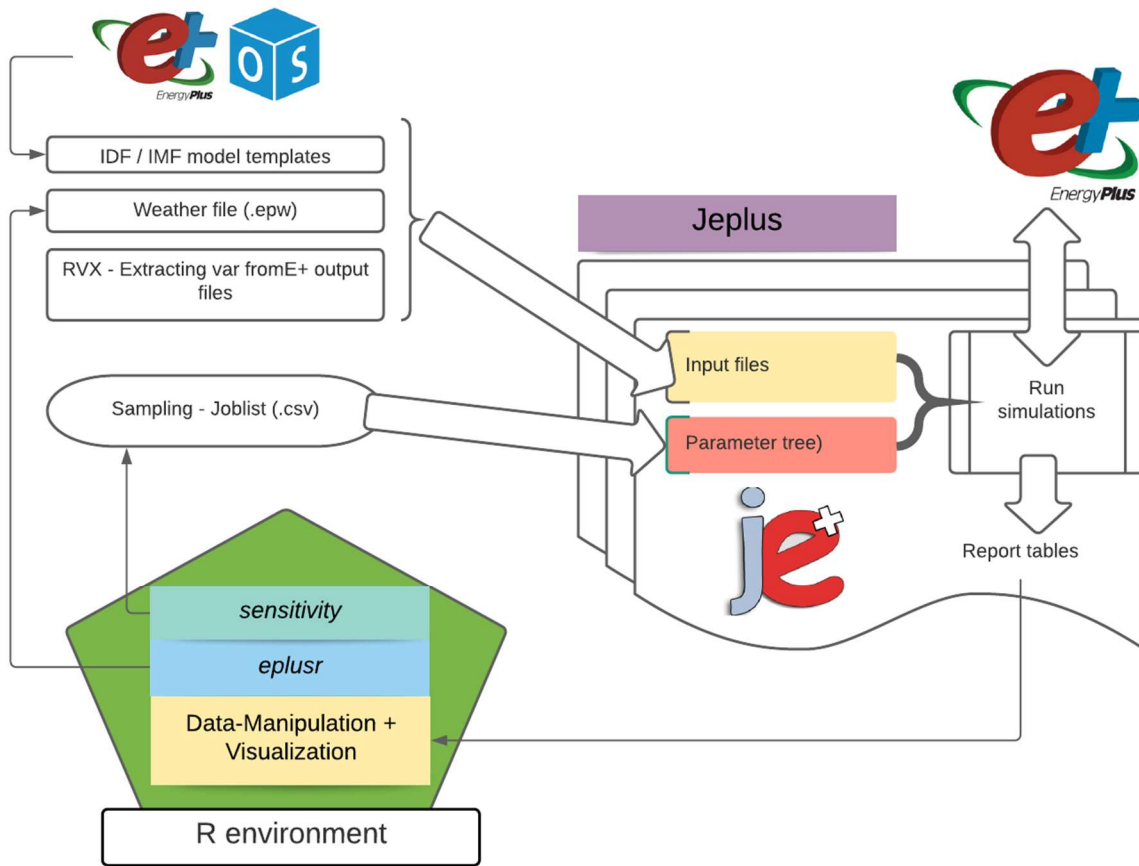 e+
EnergyPlus
O S
IDF / IMF model templates
Weather file (.epw)
RVX - Extracting var fromE+ output
files
Sampling - Joblist (.csv)
Jeplus
e+
EnergyPlus
Input files
Parameter tree)
Run
simulations
je+
Report tables
sensitivity
eplusr
Data-Manipulation +
Visualization
R environment